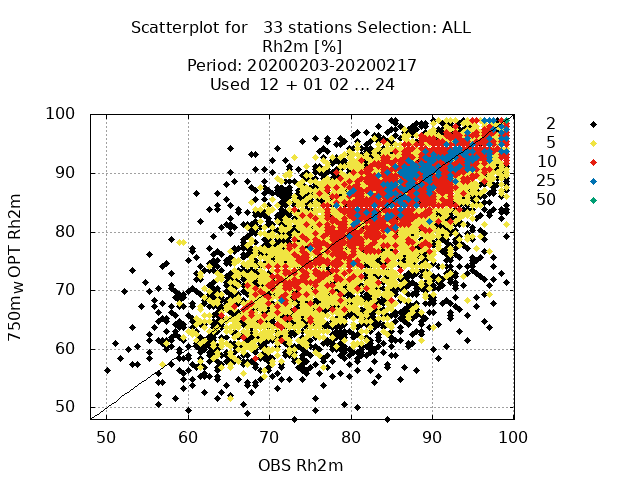 Scatterplot for 33 stations Selection: ALL
Rh2m [%]
Period: 20200203-20200217
Used 12 + 01 02 ... 24
2
5
10
25
50
100
90
80
70
60
50
50 60 70 80 90 100
750m_W OPT Rh2m
OBS Rh2m